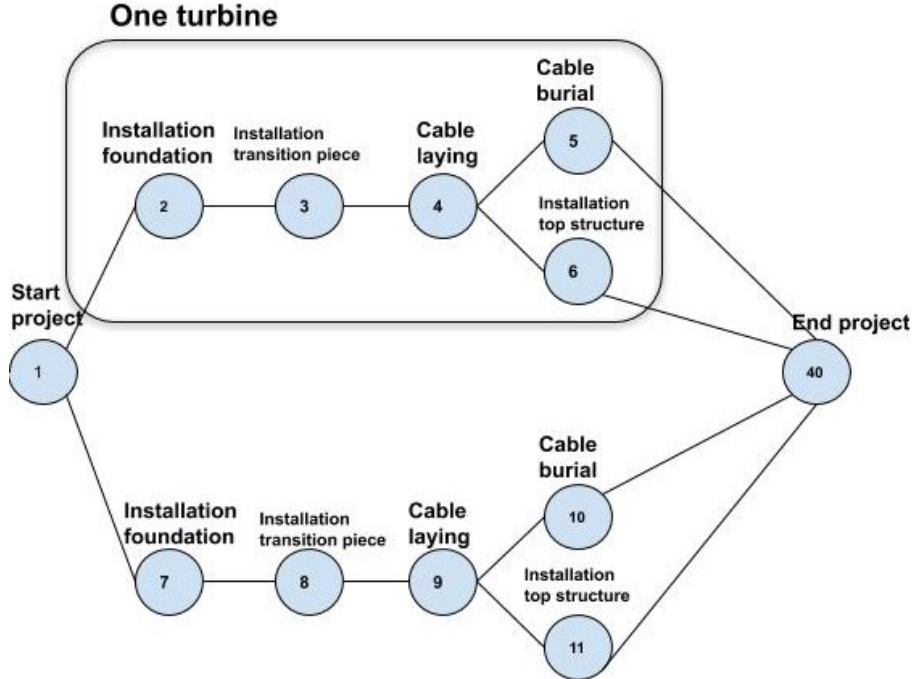 One turbine
Cable
burial
5
Installation
foundation
Installation
transition piece
Cable
laying
2
3
4
Installation
top structure
6
Start
project
1
End project
40
Cable
burial
10
Installation
foundation
Installation
transition piece
Cable
laying
7
8
9
Installation
top structure
11